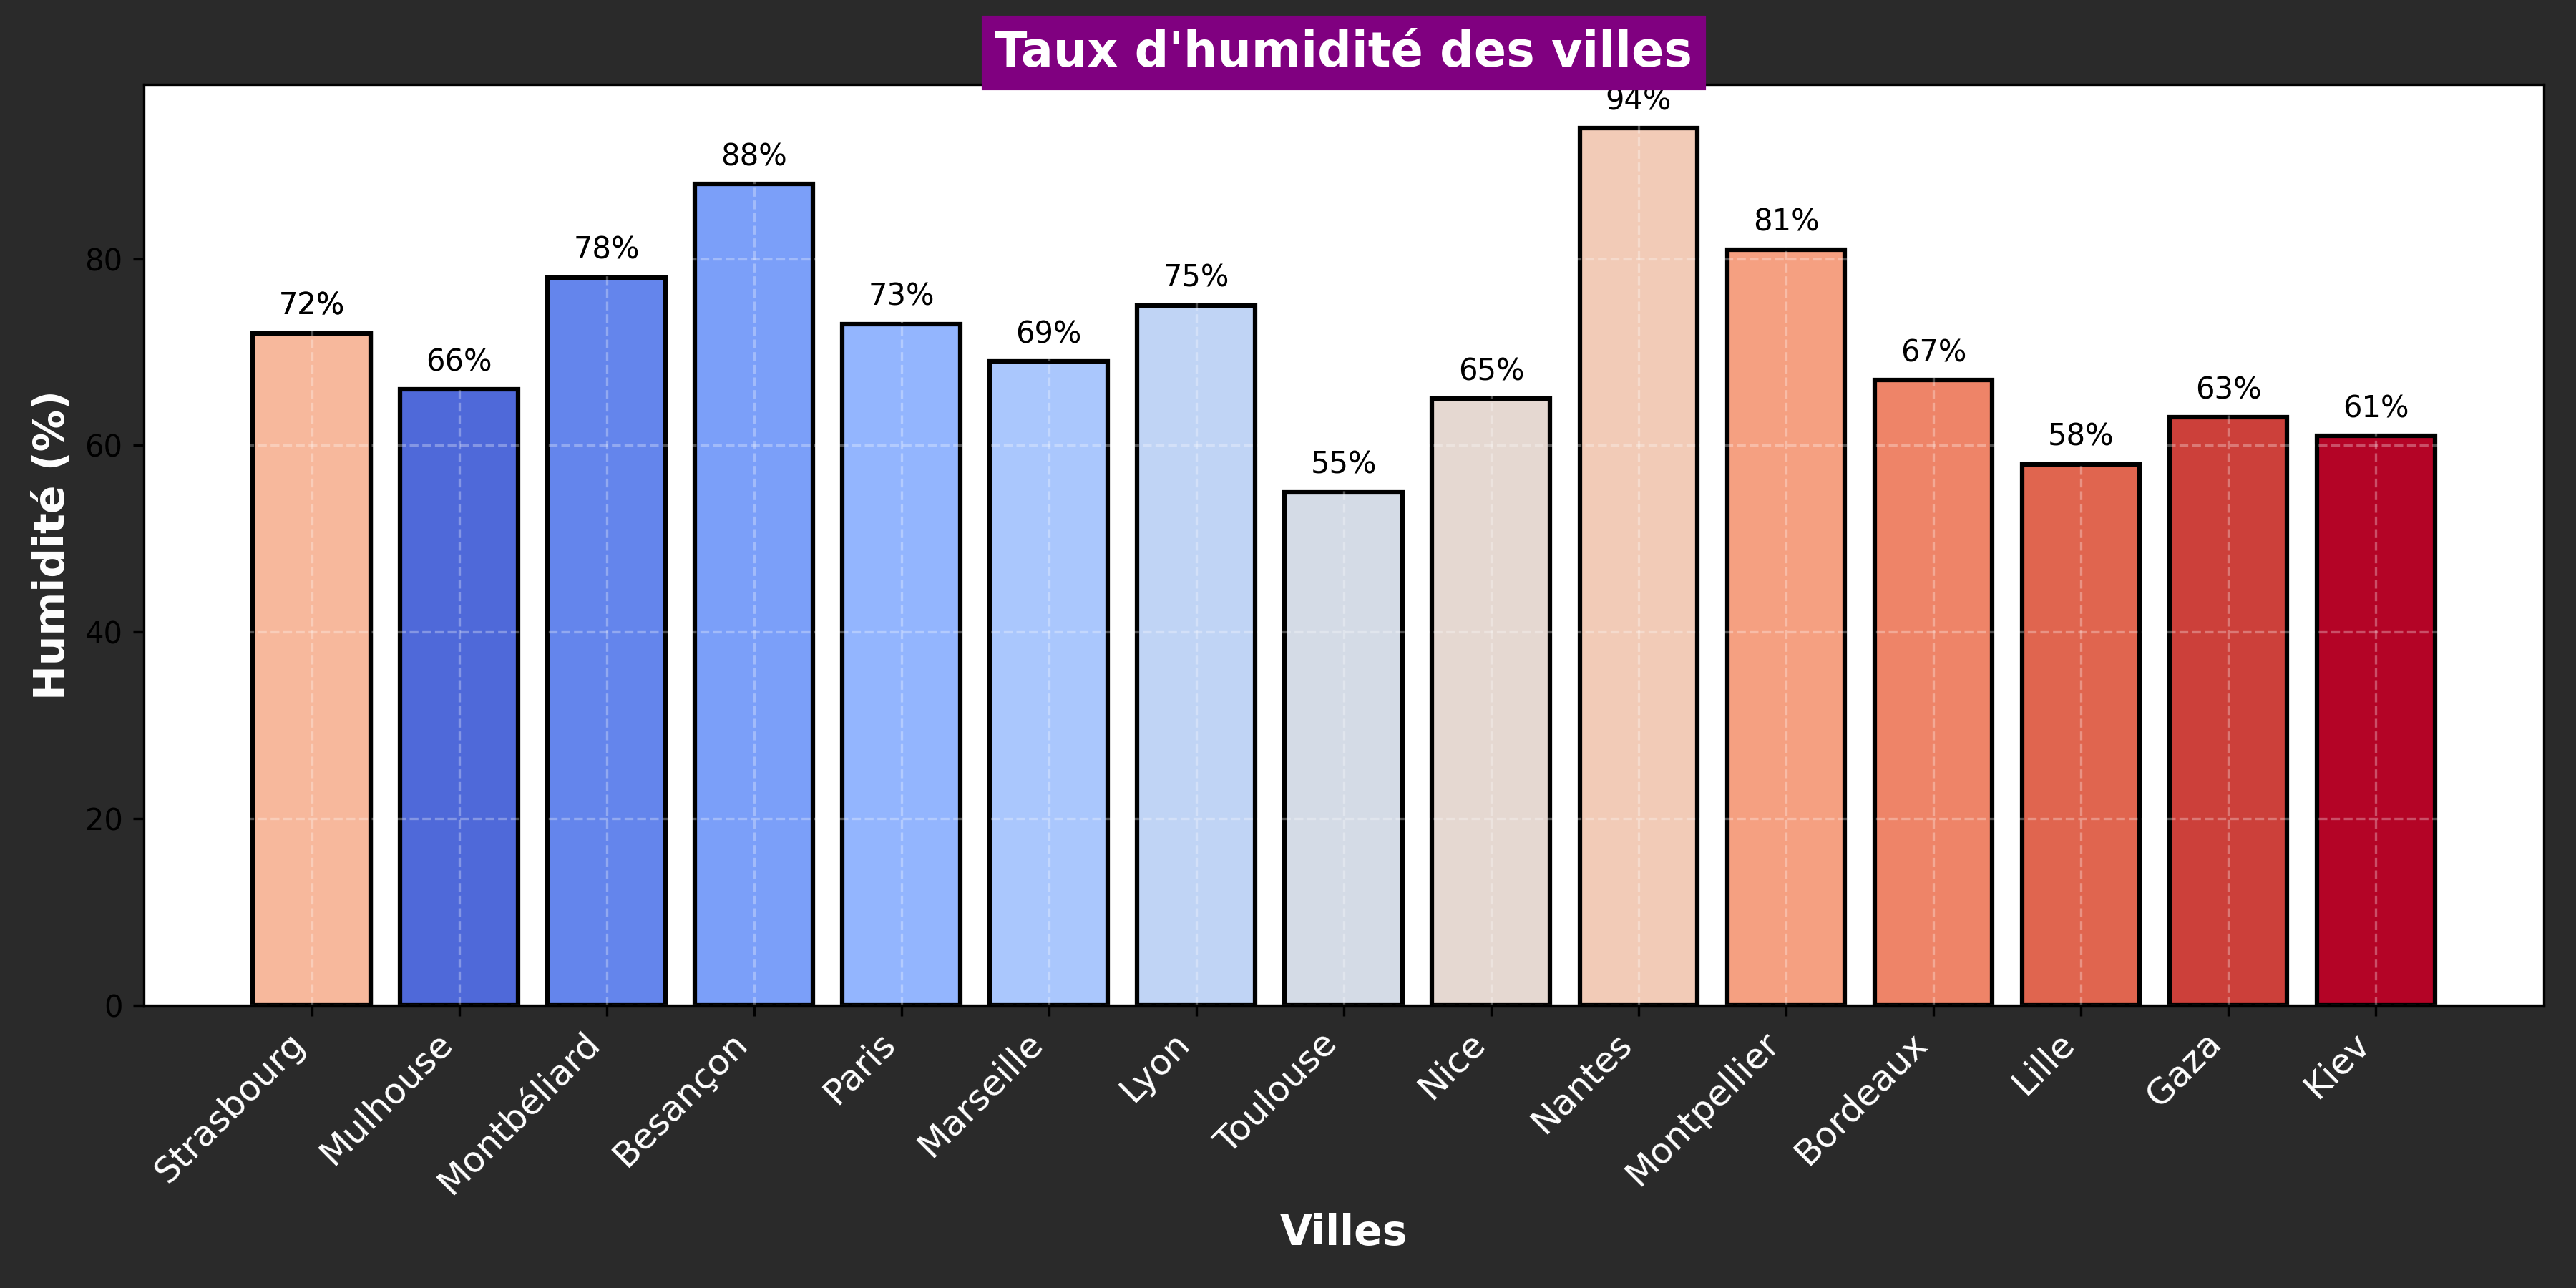 Taux d'humidité des villes
94%
88%
81%
78%
75%
73%
72%
69%
67%
66%
65%
63%
61%
58%
55%
Humidité (%)
80
60
40
20
0
Strasbourg
Mulhouse
Montbéliard
Besançon
Paris
Marseille
Lyon
Toulouse
Nice
Nantes
Montpellier
Bordeaux
Lille
Gaza
Kiev
Villes